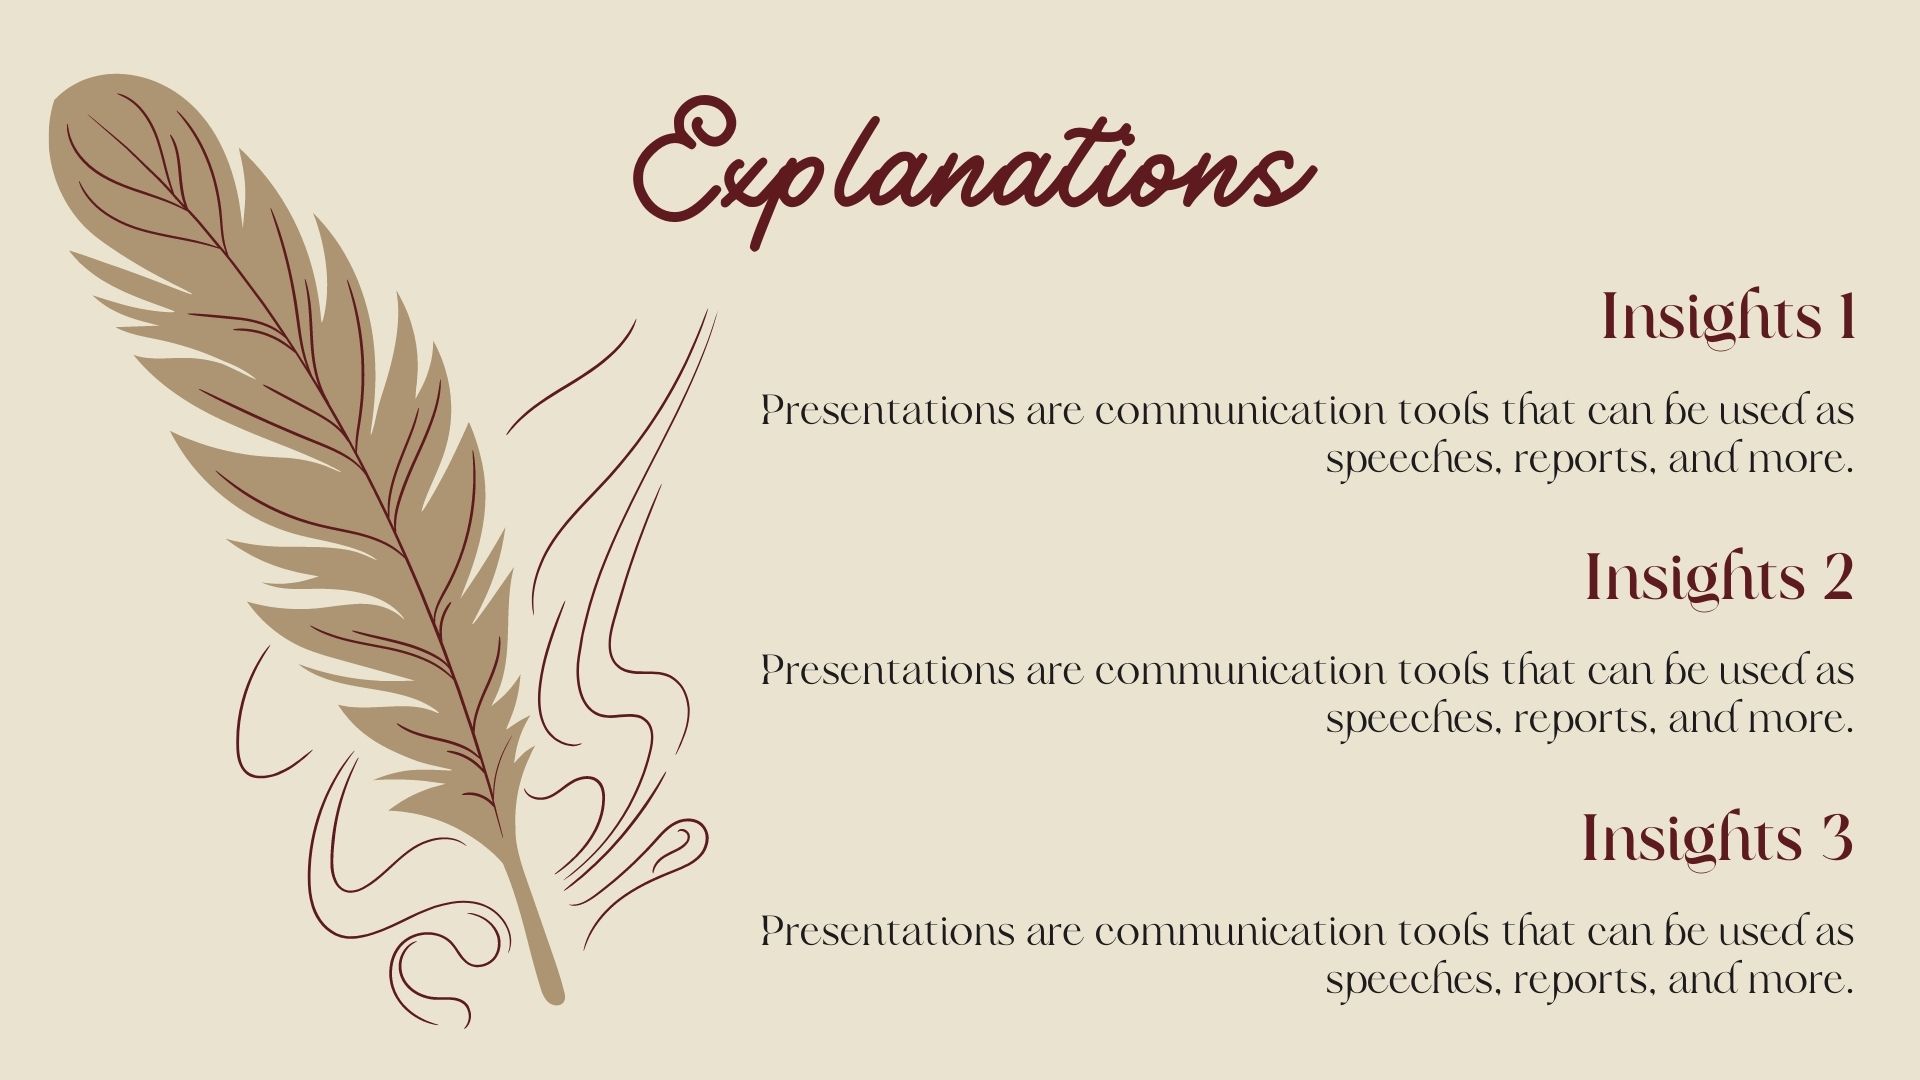 Explanations
Insights 1
Presentations are communication tools that can be used as
speeches, reports, and more.
Insights 2
Presentations are communication tools that can be used as
speeches, reports, and more.
Insights 3
Presentations are communication tools that can be used as
speeches, reports, and more.